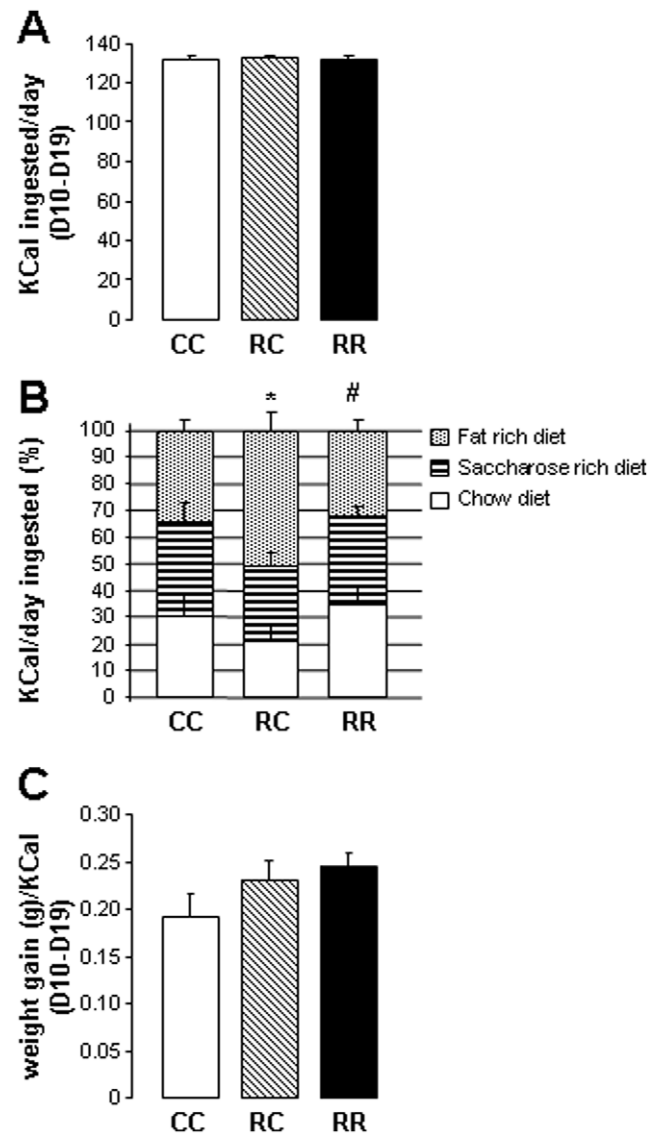 A
KCal ingested/day
(D10-D19)
140
120
100
80
60
40
20
0
CC RC RR
B
KCal/day ingested (%)
* #
100
90
80
70
60
50
40
30
20
10
0
Fat rich diet
Saccharose rich diet
Chow diet
CC RC RR
C
weight gain (g)/KCal
(D10-D19)
0.30
0.25
0.20
0.15
0.10
0.05
0
CC RC RR